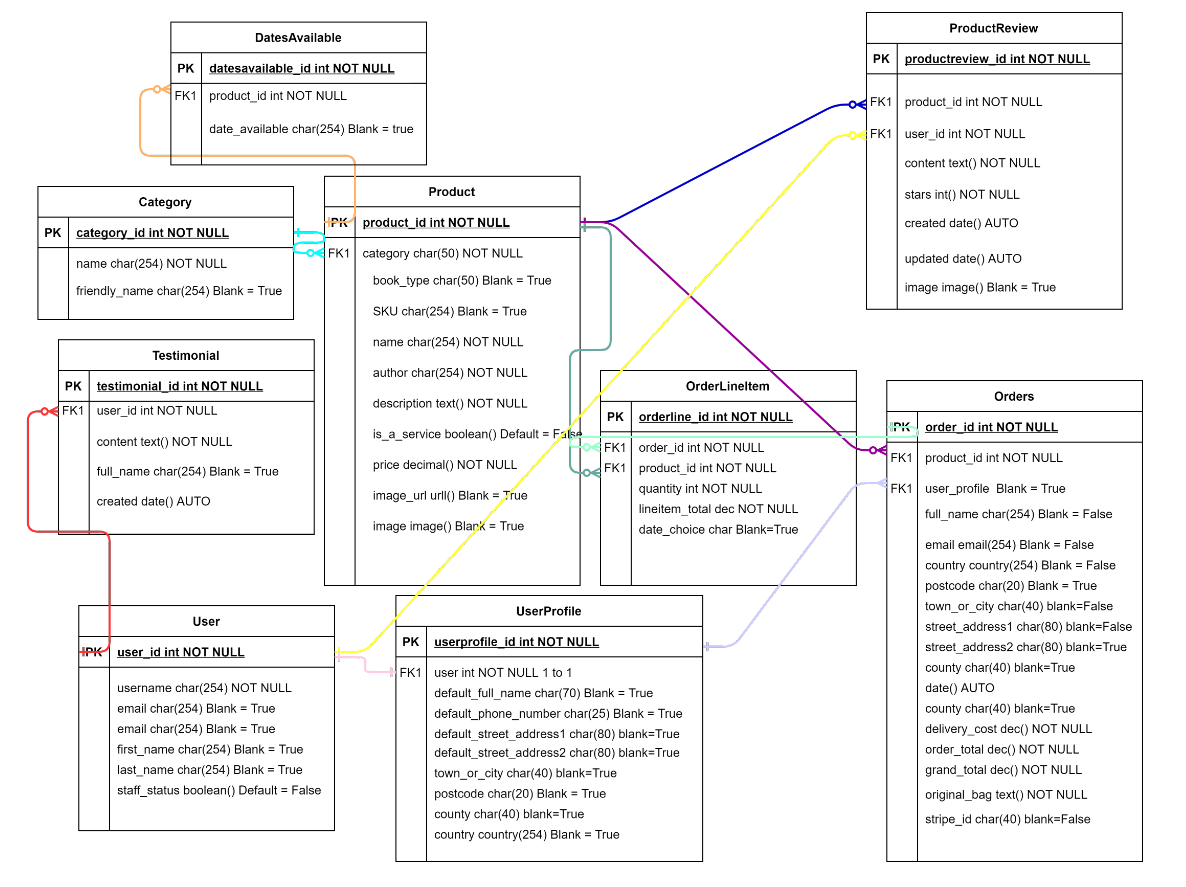 DatesAvailable
PK datesavailable_id int NOT NULL
FK1 product_id int NOT NULL
date_available char(254) Blank = true
ProductReview
PK productreview_id int NOT NULL
FK1 product_id int NOT NULL
FK1 user_id int NOT NULL
content text() NOT NULL
stars int() NOT NULL
created date() AUTO
updated date() AUTO
image image() Blank = True
Category
PK category_id int NOT NULL
name char(254) NOT NULL
friendly_name char(254) Blank = True
Product
PK product_id int NOT NULL
FK1 category char(50) NOT NULL
book_type char(50) Blank = True
SKU char(254) Blank = True
name char(254) NOT NULL
author char(254) NOT NULL
description text() NOT NULL
is_a_service boolean() Default = False
price decimal() NOT NULL
image_url urll() Blank = True
image image() Blank = True
Testimonial
PK testimonial_id int NOT NULL
FK1 user_id int NOT NULL
content text() NOT NULL
full_name char(254) Blank = True
created date() AUTO
OrderLineItem
PK orderline_id int NOT NULL
FK1 order_id int NOT NULL
FK1 product_id int NOT NULL
quantity int NOT NULL
lineitem_total dec NOT NULL
date_choice char Blank=True
Orders
PK order_id int NOT NULL
FK1 product_id int NOT NULL
FK1 user_profile Blank = True
full_name char(254) Blank = False
email email(254) Blank = False
country country(254) Blank = False
postcode char(20) Blank = True
town_or_city char(40) blank=False
street_address1 char(80) blank=False
street_address2 char(80) blank=True
county char(40) blank=True
date() AUTO
county char(40) blank=True
delivery_cost dec() NOT NULL
order_total dec() NOT NULL
grand_total dec() NOT NULL
original_bag text() NOT NULL
stripe_id char(40) blank=False
User
PK user_id int NOT NULL
username char(254) NOT NULL
email char(254) Blank = True
email char(254) Blank = True
first_name char(254) Blank = True
last_name char(254) Blank = True
staff_status boolean() Default = False
UserProfile
PK userprofile_id int NOT NULL
FK1 user int NOT NULL 1 to 1
default_full_name char(70) Blank = True
default_phone_number char(25) Blank = True
default_street_address1 char(80) blank=True
default_street_address2 char(80) blank=True
town_or_city char(40) blank=True
postcode char(20) Blank = True
county char(40) blank=True
country country(254) Blank = True